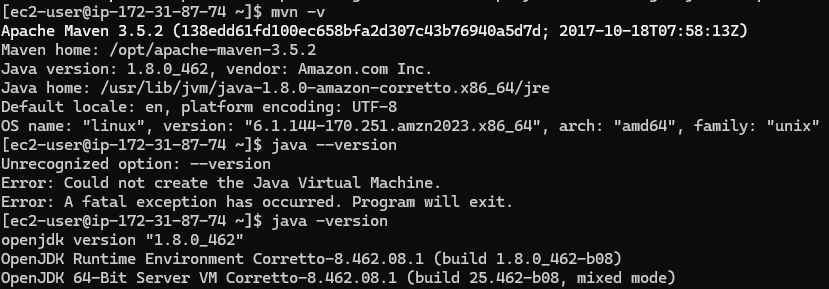 [ec2-user@ip-172-31-87-74 ~]$ mvn -v
Apache Maven 3.5.2 (138edd61fd100ec658bfa2d307c43b76940a5d7d; 2017-10-18T07:58:13Z)
Maven home: /opt/apache-maven-3.5.2
Java version: 1.8.0_462, vendor: Amazon.com Inc.
Java home: /usr/lib/jvm/java-1.8.0-amazon-corretto.x86_64/jre
Default locale: en, platform encoding: UTF-8
OS name: "linux", version: "6.1.144-170.251.amzn2023.x86_64", arch: "amd64", family: "unix"
[ec2-user@ip-172-31-87-74 ~]$ java --version
Unrecognized option: --version
Error: Could not create the Java Virtual Machine.
Error: A fatal exception has occurred. Program will exit.
[ec2-user@ip-172-31-87-74 ~]$ java -version
openjdk version "1.8.0_462"
OpenJDK Runtime Environment Corretto-8.462.08.1 (build 1.8.0_462-b08)
OpenJDK 64-Bit Server VM Corretto-8.462.08.1 (build 25.462-b08, mixed mode)